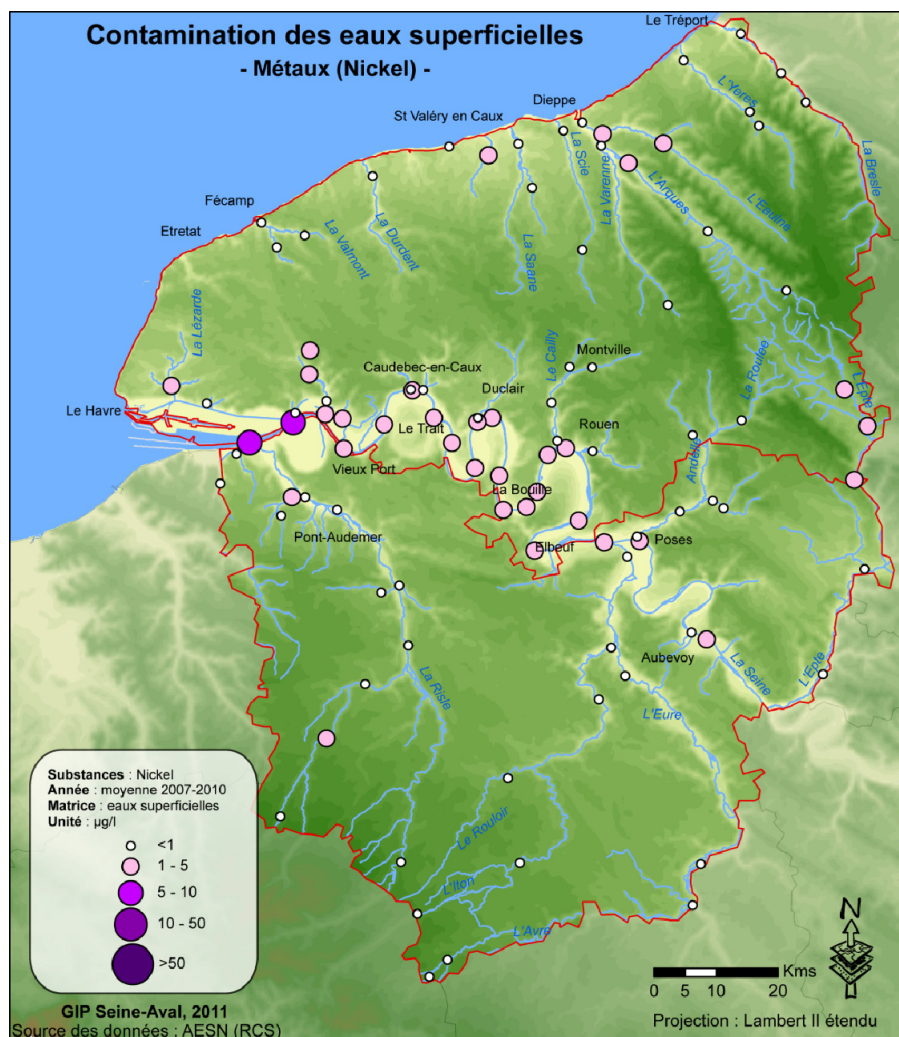 Contamination des eaux superficielles
- Métaux (Nickel) -
Le Tréport
L'Yeres
Dieppe
St Valéry en Caux
La Scie
La Varenne
La Bresle
L'Arques
L'Eaulne
Fécamp
Etretat
La Valmont
La Durdent
La Saane
La Lézarde
Le Cailly
Montville
La Roulee
L'Epte
Caudebec-en-Caux
Duclair
Le Havre
Le Trait
Rouen
Vieux Port
La Bouille
Andelle
Pont-Audemer
Elbeuf
Poses
Aubevoy
La Seine
L'Epte
La Risle
L'Eure
Le Rouloir
L'Iton
L'Avre
Substances : Nickel
Année : moyenne 2007-2010
Matrice : eaux superficielles
Unité : µg/l
<1
1 - 5
5 - 10
10 - 50
>50
GIP Seine-Aval, 2011
Source des données : AESN (RCS)
N
Kms
0 5 10 20
Projection : Lambert II étendu